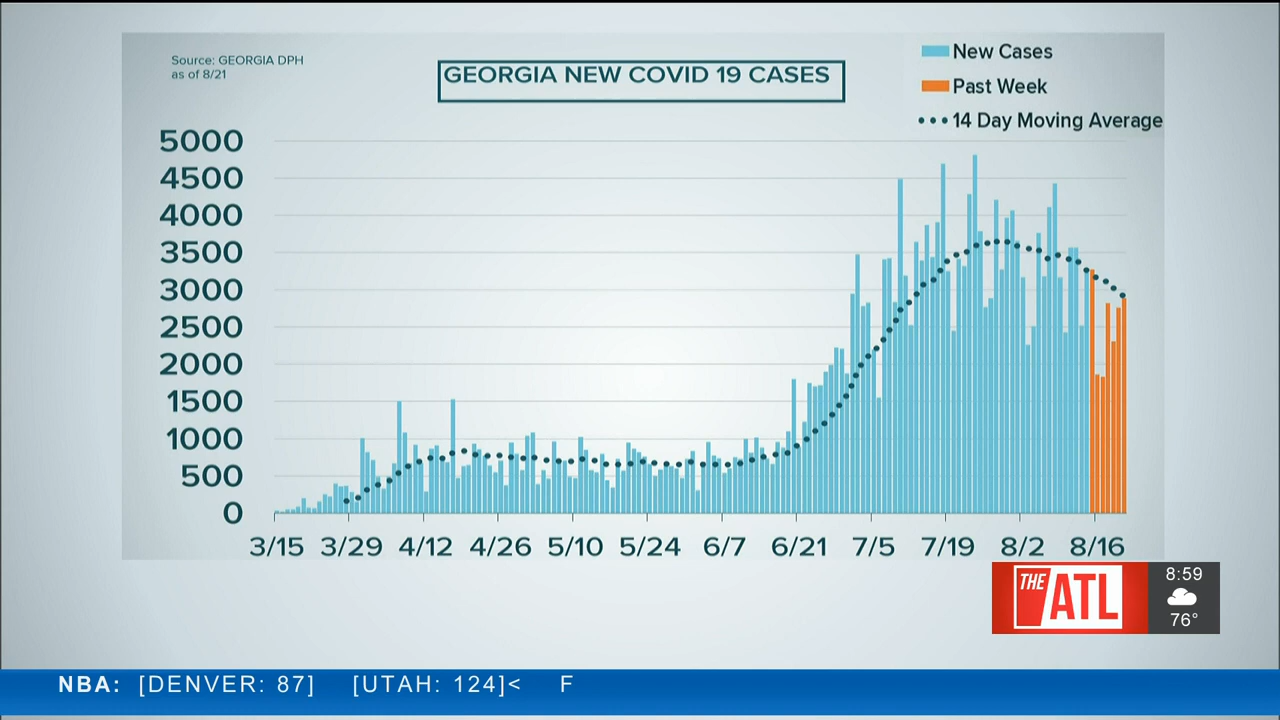 Source: GEORGIA DPH
as of 8/21
GEORGIA NEW COVID 19 CASES
New Cases
Past Week
14 Day Moving Average
5000
4500
4000
3500
3000
2500
2000
1500
1000
500
0
3/15 3/29 4/12 4/26 5/10 5/24 6/7 6/21 7/5 7/19 8/2 8/16
THE ATL
8:59
76°
NBA: [DENVER: 87] [UTAH: 124]< F